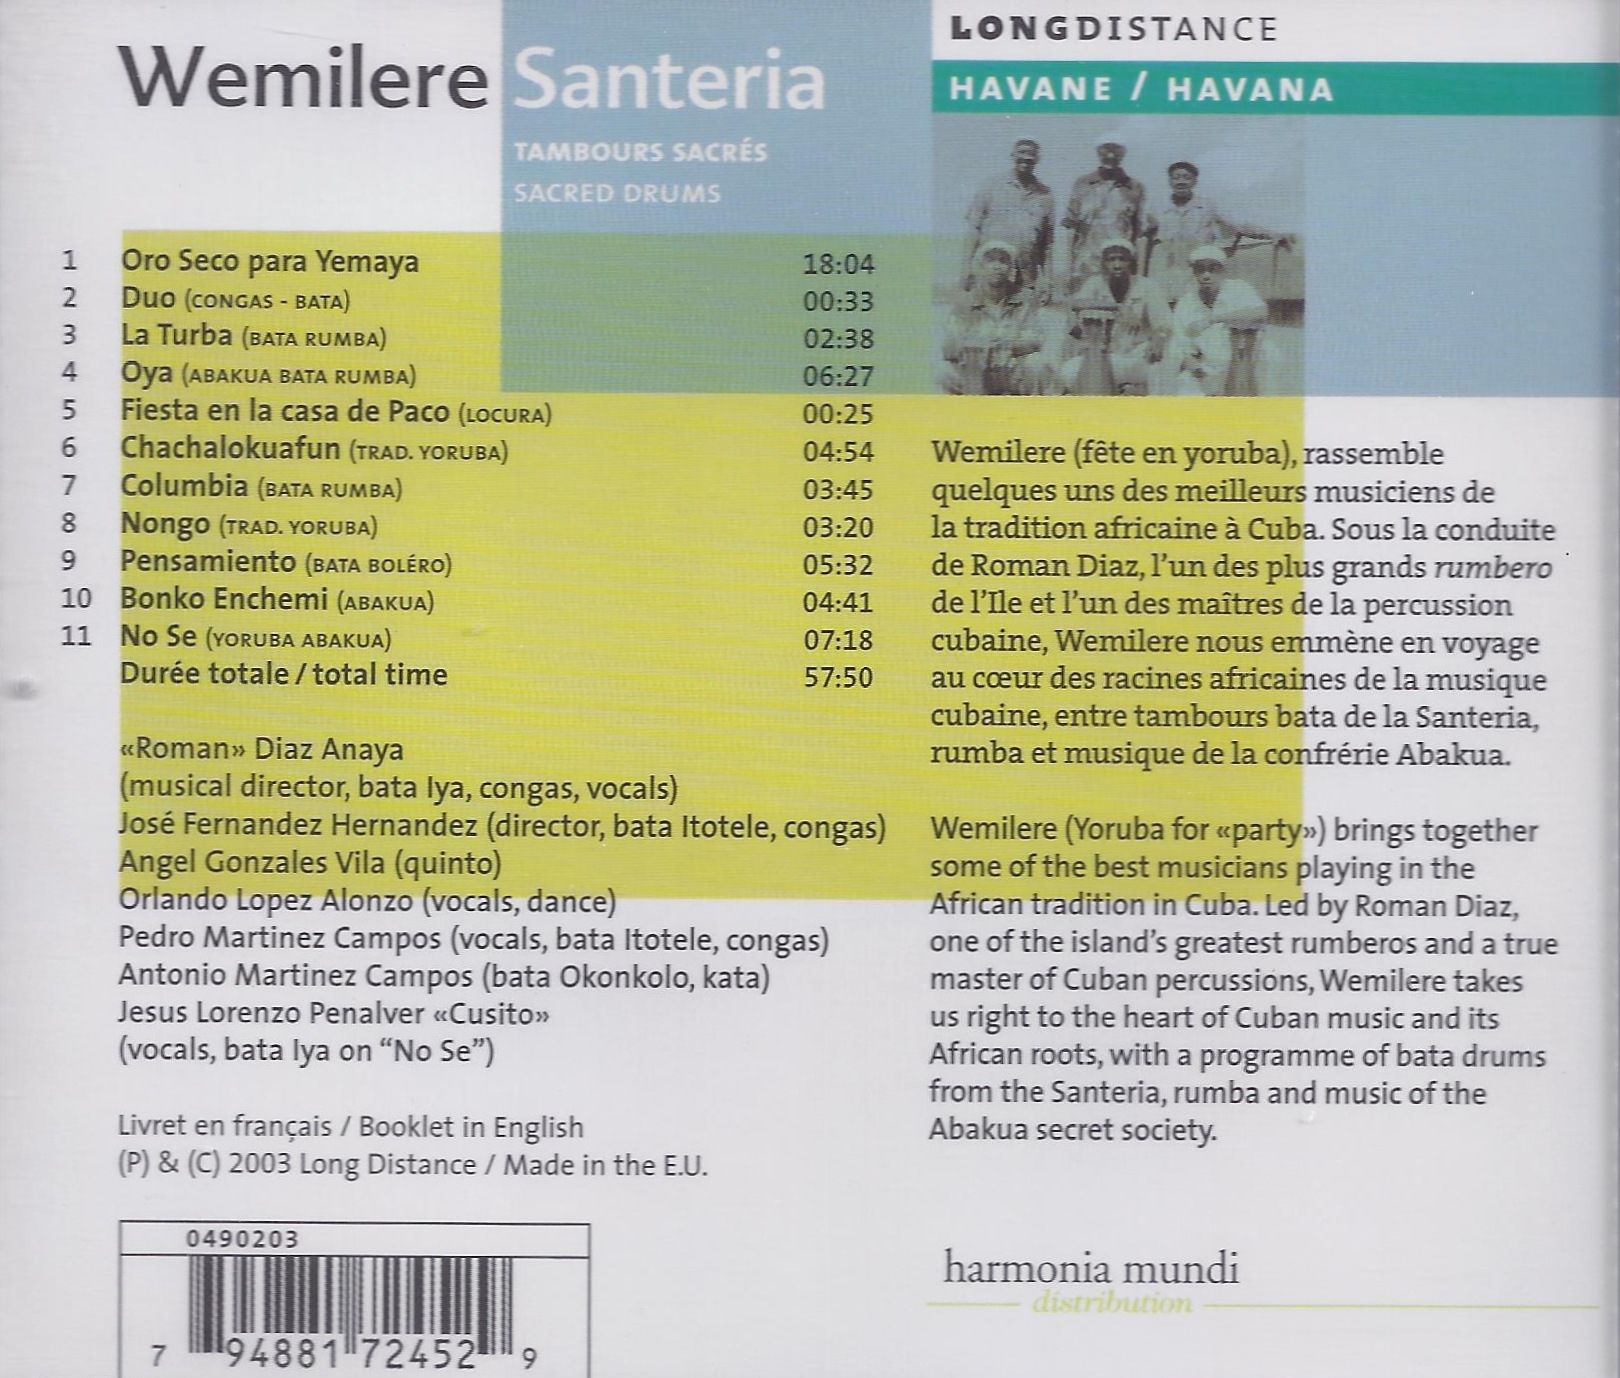 Wemilere Santeria
TAMBOURS SACRÉS
SACRED DRUMS
LONGDISTANCE
HAVANE / HAVANA
1 Oro Seco para Yemaya 18:04
2 Duo (CONGAS - BATA) 00:33
3 La Turba (BATA RUMBA) 02:38
4 Oya (ABAKUA BATA RUMBA) 06:27
5 Fiesta en la casa de Paco (LOCURA) 00:25
6 Chachalokuafun (TRAD. YORUBA) 04:54
7 Columbia (BATA RUMBA) 03:45
8 Nongo (TRAD. YORUBA) 03:20
9 Pensamiento (BATA BOLÉRO) 05:32
10 Bonko Enchemi (ABAKUA) 04:41
11 No Se (YORUBA ABAKUA) 07:18
Durée totale / total time 57:50
«Roman» Diaz Anaya
(musical director, bata Iya, congas, vocals)
José Fernandez Hernandez (director, bata Itotele, congas)
Angel Gonzales Vila (quinto)
Orlando Lopez Alonzo (vocals, dance)
Pedro Martinez Campos (vocals, bata Itotele, congas)
Antonio Martinez Campos (bata Okonkolo, kata)
Jesus Lorenzo Penalver «Cusito»
(vocals, bata Iya on “No Se”)
Livret en français / Booklet in English
(P) & (C) 2003 Long Distance / Made in the E.U.
0490203
7 94881 72452 9
Wemilere (fête en yoruba), rassemble
quelques uns des meilleurs musiciens de
la tradition africaine à Cuba. Sous la conduite
de Roman Diaz, l'un des plus grands rumbero
de l'Ile et l'un des maîtres de la percussion
cubaine, Wemilere nous emmène en voyage
au cœur des racines africaines de la musique
cubaine, entre tambours bata de la Santeria,
rumba et musique de la confrérie Abakua.
Wemilere (Yoruba for «party») brings together
some of the best musicians playing in the
African tradition in Cuba. Led by Roman Diaz,
one of the island's greatest rumberos and a true
master of Cuban percussions, Wemilere takes
us right to the heart of Cuban music and its
African roots, with a programme of bata drums
from the Santeria, rumba and music of the
Abakua secret society.
harmonia mundi
distribution